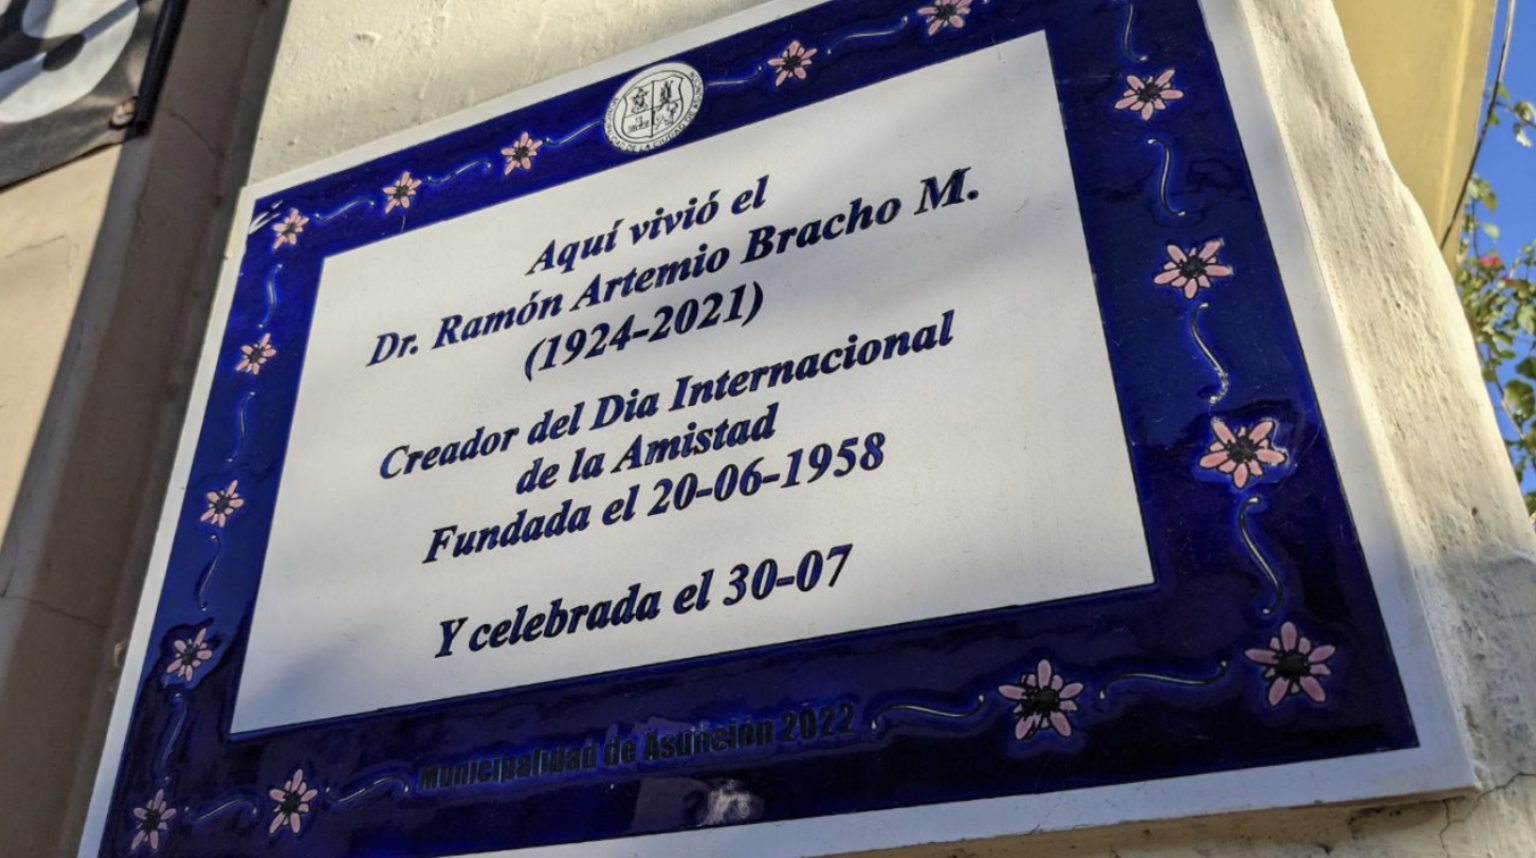 Aquí vivió el
Dr. Ramón Artemio Bracho M.
(1924-2021)
Creador del Dia Internacional
de la Amistad
Fundada el 20-06-1958
Y celebrada el 30-07
Municipalidad de Asunción 2022